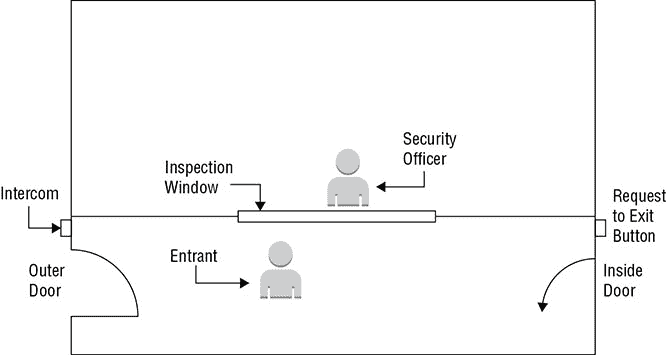 Security
Officer
Inspection
Window
Intercom
Request
to Exit
Button
Entrant
Outer
Door
Inside
Door